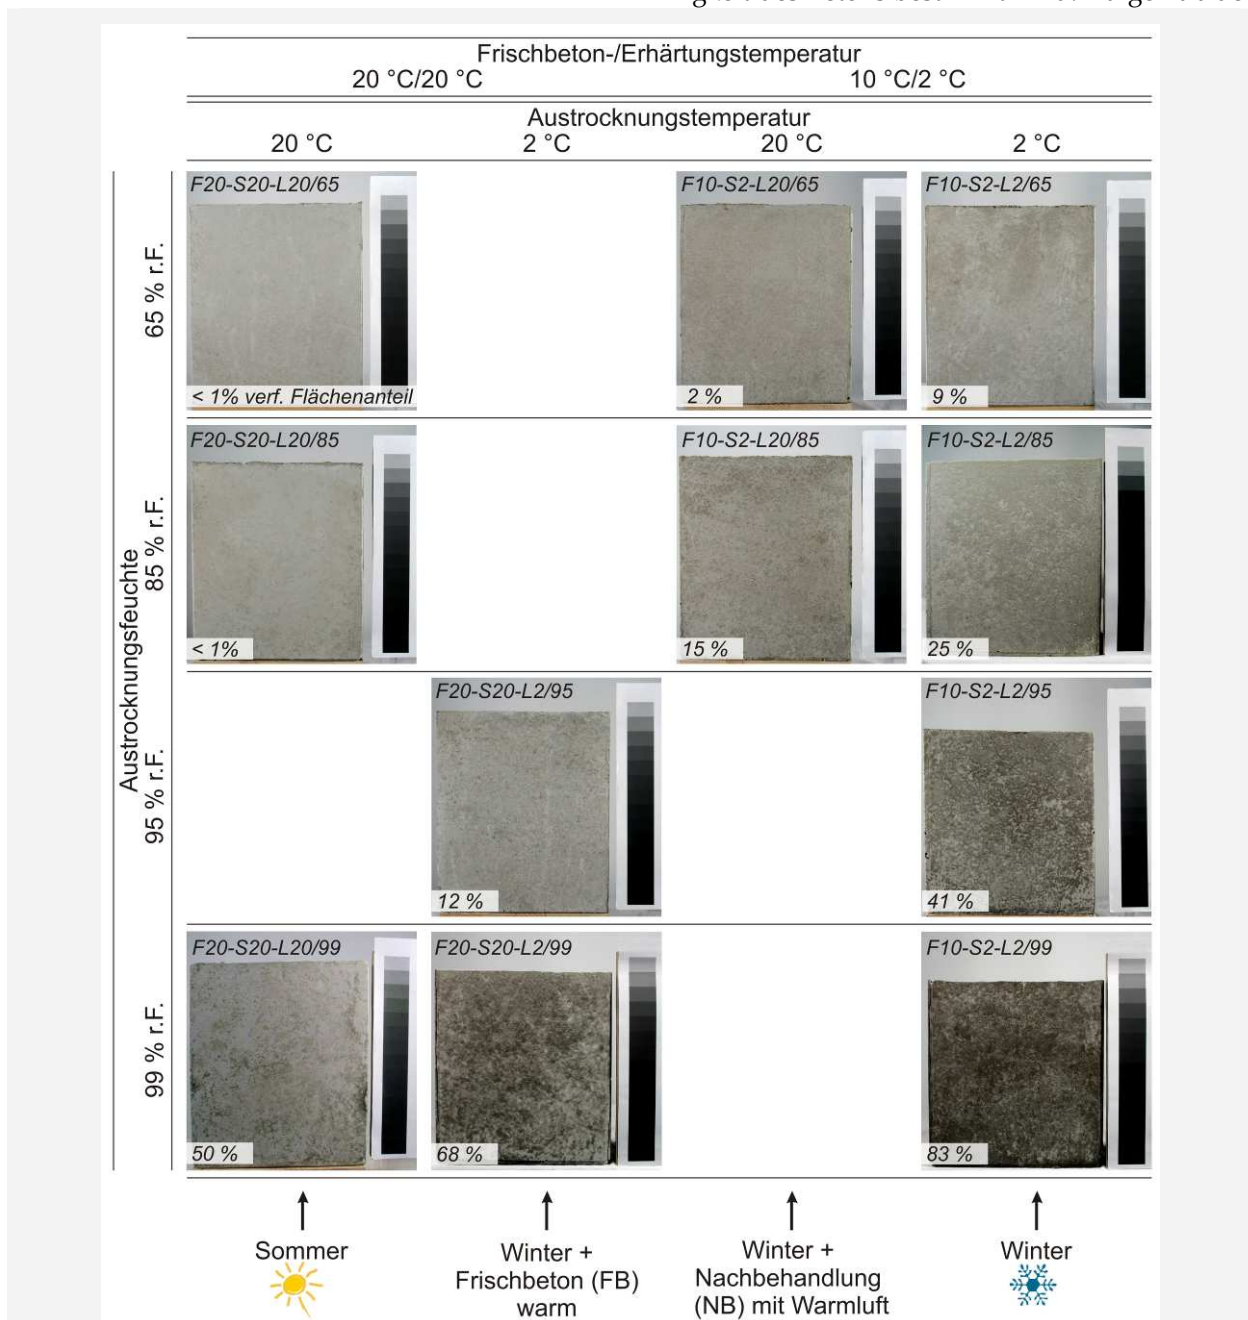 Frischbeton-/Erhärtungstemperatur
20 °C/20 °C 10 °C/2 °C
Austrocknungstemperatur
20 °C 2 °C 20 °C 2 °C
Austrocknungsfeuchte
65 % r.F.
F20-S20-L20/65 F10-S2-L20/65 F10-S2-L2/65
< 1% verf. Flächenanteil 2 % 9 %
85 % r.F.
F20-S20-L20/85 F10-S2-L20/85 F10-S2-L2/85
< 1% 15 % 25 %
95 % r.F.
F20-S20-L2/95 F10-S2-L2/95
12 % 41 %
99 % r.F.
F20-S20-L20/99 F20-S20-L2/99 F10-S2-L2/99
50 % 68 % 83 %
Sommer Winter + Winter + Winter
Frischbeton (FB) Nachbehandlung
warm (NB) mit Warmluft